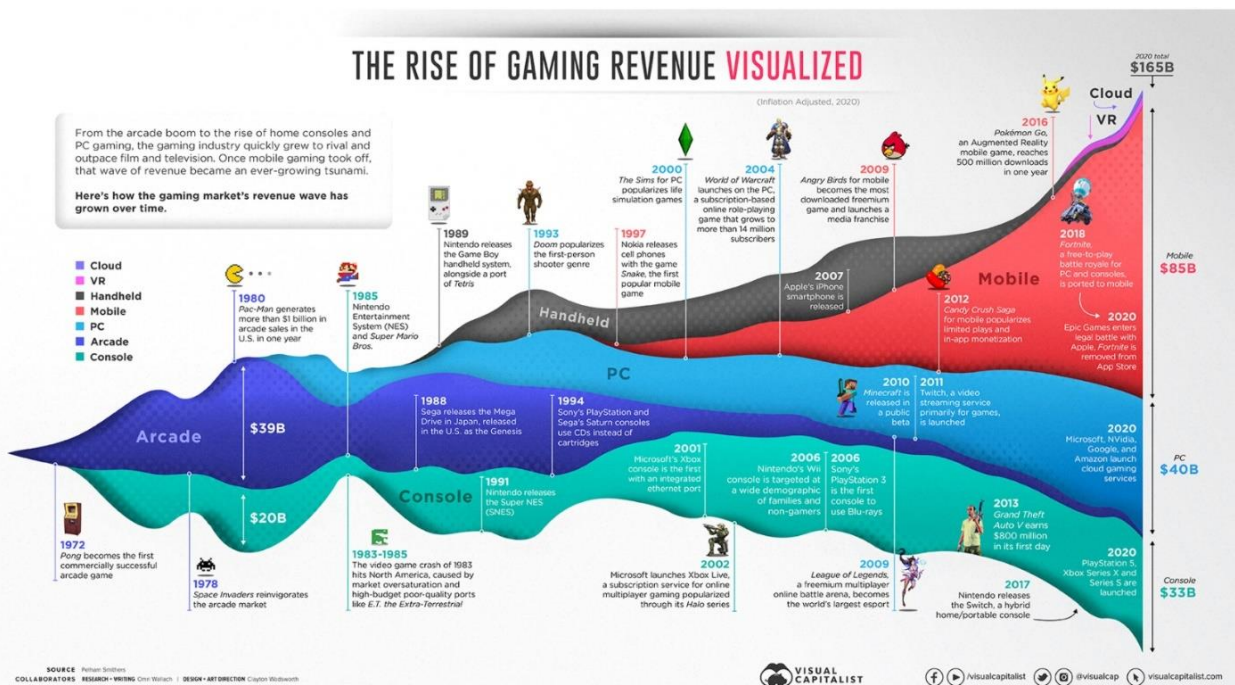 THE RISE OF GAMING REVENUE VISUALIZED
(Inflation Adjusted, 2020)
2020 total
$165B
From the arcade boom to the rise of home consoles and
PC gaming, the gaming industry quickly grew to rival and
outpace film and television. Once mobile gaming took off,
that wave of revenue became an ever-growing tsunami.
Here's how the gaming market's revenue wave has
grown over time.
Cloud
VR
Handheld
Mobile
PC
Arcade
Console
1980
Pac-Man generates
more than $1 billion in
arcade sales in the
U.S. in one year
1985
Nintendo
Entertainment
System (NES)
and Super Mario
Bros.
1989
Nintendo releases
the Game Boy
handheld system,
alongside a port
of Tetris
1993
Doom popularizes
the first-person
shooter genre
1997
Nokia releases
cell phones
with the game
Snake, the first
popular mobile
game
2000
The Sims for PC
popularizes life
simulation games
2004
World of Warcraft
launches on the PC,
a subscription-based
online role-playing
game that grows to
more than 14 million
subscribers
2009
Angry Birds for mobile
becomes the most
downloaded freemium
game and launches a
media franchise
2007
Apple's iPhone
smartphone is
released
2016
Pokémon Go,
an Augmented Reality
mobile game, reaches
500 million downloads
in one year
Cloud
VR
2018
Fortnite,
a free-to-play
battle royale for
PC and consoles,
is ported to mobile
2020
Epic Games enters
legal battle with
Apple, Fortnite is
removed from
App Store
2012
Candy Crush Saga
for mobile popularizes
limited plays and
in-app monetization
Mobile
Mobile
$85B
Handheld
PC
Arcade
$39B
1988
Sega releases the Mega
Drive in Japan, released
in the U.S. as the Genesis
1994
Sony's PlayStation and
Sega's Saturn consoles
use CDs instead of
cartridges
2010
Minecraft is
released in
a public
beta
2011
Twitch, a video
streaming service
primarily for games,
is launched
2020
Microsoft, NVidia,
Google, and
Amazon launch
cloud gaming
services
PC
$40B
Console
$20B
1991
Nintendo releases
the Super NES
(SNES)
2001
Microsoft's Xbox
console is the first
with an integrated
ethernet port
2006
Nintendo's Wii
console is targeted at
a wide demographic
of families and
non-gamers
2006
Sony's
PlayStation 3
is the first
console to
use Blu-rays
2013
Grand Theft
Auto V earns
$800 million
in its first day
2020
PlayStation 5,
Xbox Series X and
Series S are
launched
Console
$33B
1972
Pong becomes the first
commercially successful
arcade game
1978
Space Invaders reinvigorates
the arcade market
1983-1985
The video game crash of 1983
hits North America, caused by
market oversaturation and
high-budget poor-quality ports
like E.T. the Extra-Terrestrial
2002
Microsoft launches Xbox Live,
a subscription service for online
multiplayer gaming popularized
through its Halo series
2009
League of Legends,
a freemium multiplayer
online battle arena, becomes
the world's largest esport
2017
Nintendo releases
the Switch, a hybrid
home/portable console
SOURCE Pelham Smithers
COLLABORATORS RESEARCH + WRITING Omri Wallach | DESIGN + ART DIRECTION Clayton Wadsworth
VISUAL
CAPITALIST
/visualcapitalist @visualcap visualcapitalist.com